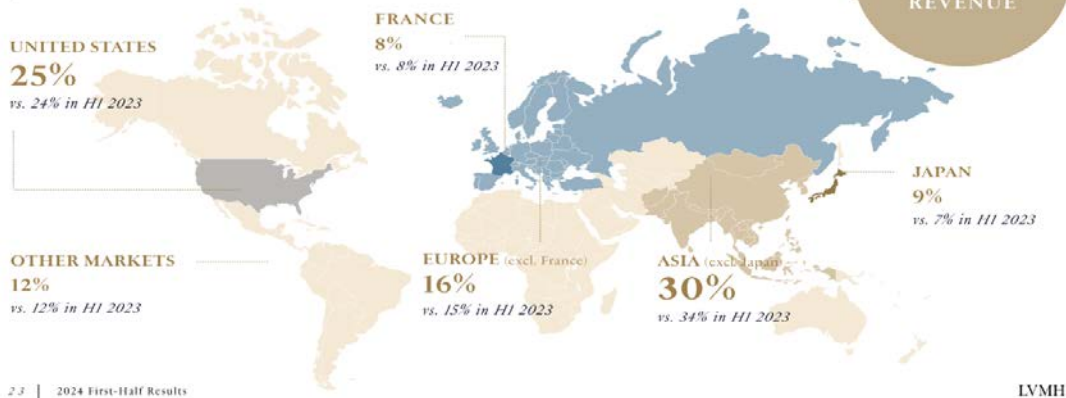 REVENUE
FRANCE
8%
vs. 8% in H1 2023
UNITED STATES
25%
vs. 24% in H1 2023
JAPAN
9%
vs. 7% in H1 2023
OTHER MARKETS
12%
vs. 12% in H1 2023
EUROPE (excl. France)
16%
vs. 15% in H1 2023
ASIA (excl. Japan)
30%
vs. 34% in H1 2023
23 | 2024 First-Half Results
LVMH